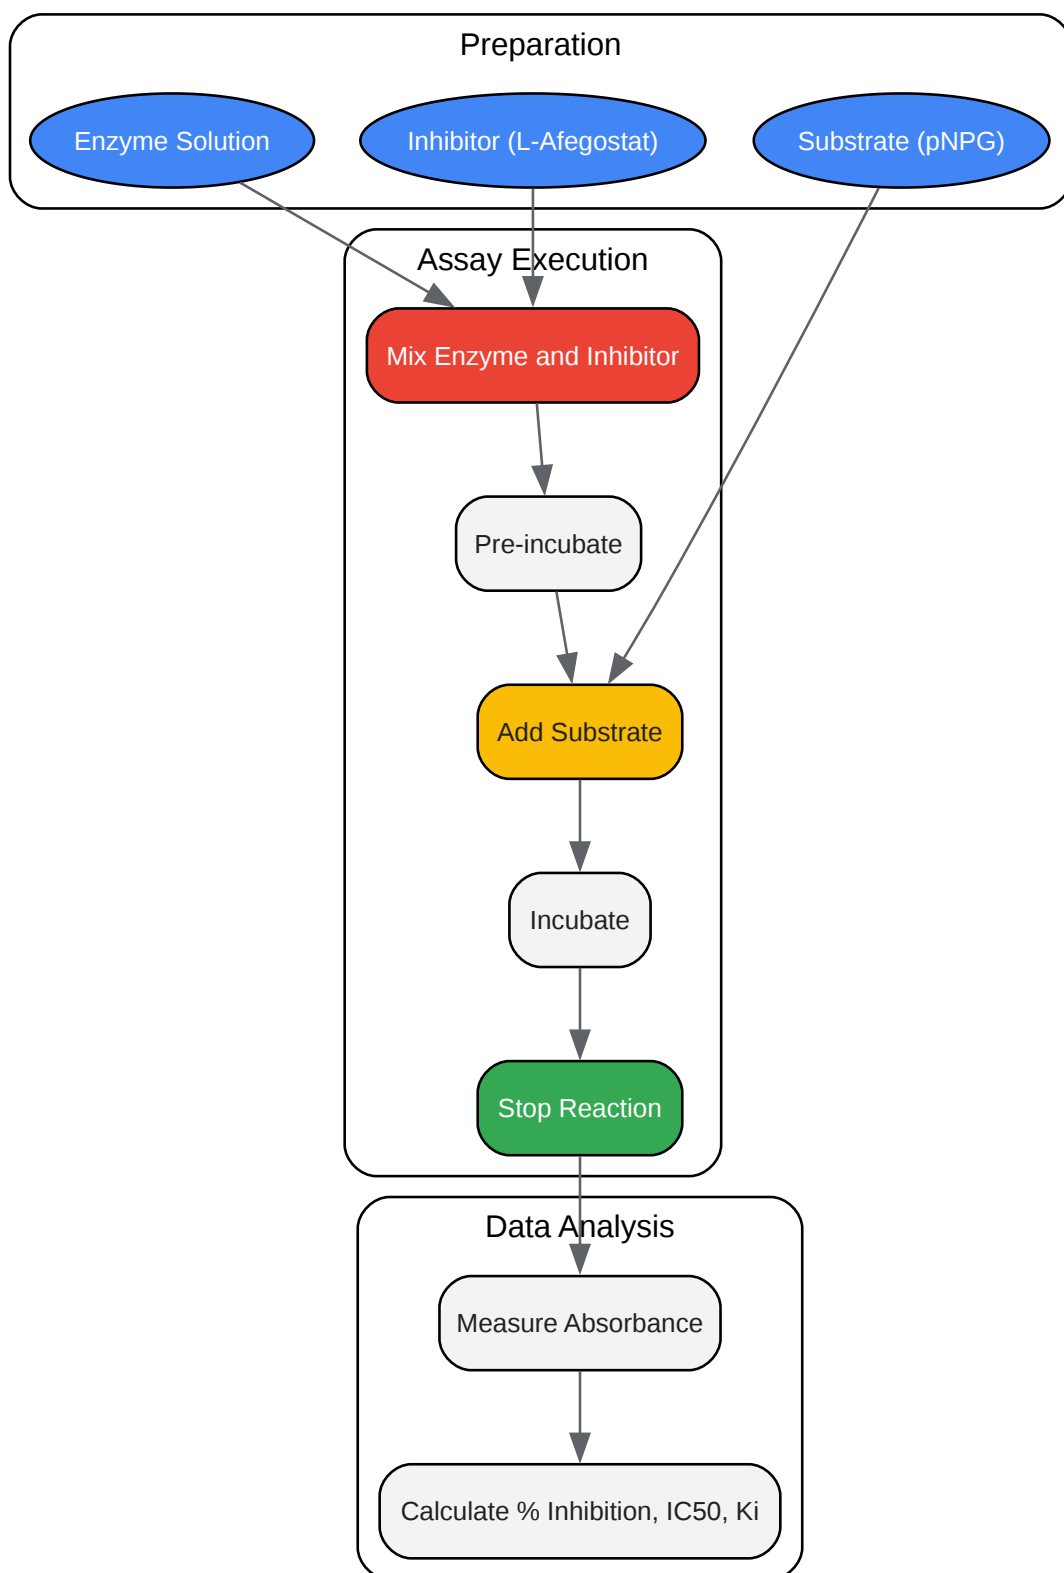 Preparation
Enzyme Solution
Inhibitor (L-Afegostat)
Substrate (pNPG)
Assay Execution
Mix Enzyme and Inhibitor
Pre-incubate
Add Substrate
Incubate
Stop Reaction
Data Analysis
Measure Absorbance
Calculate % Inhibition, IC50, Ki